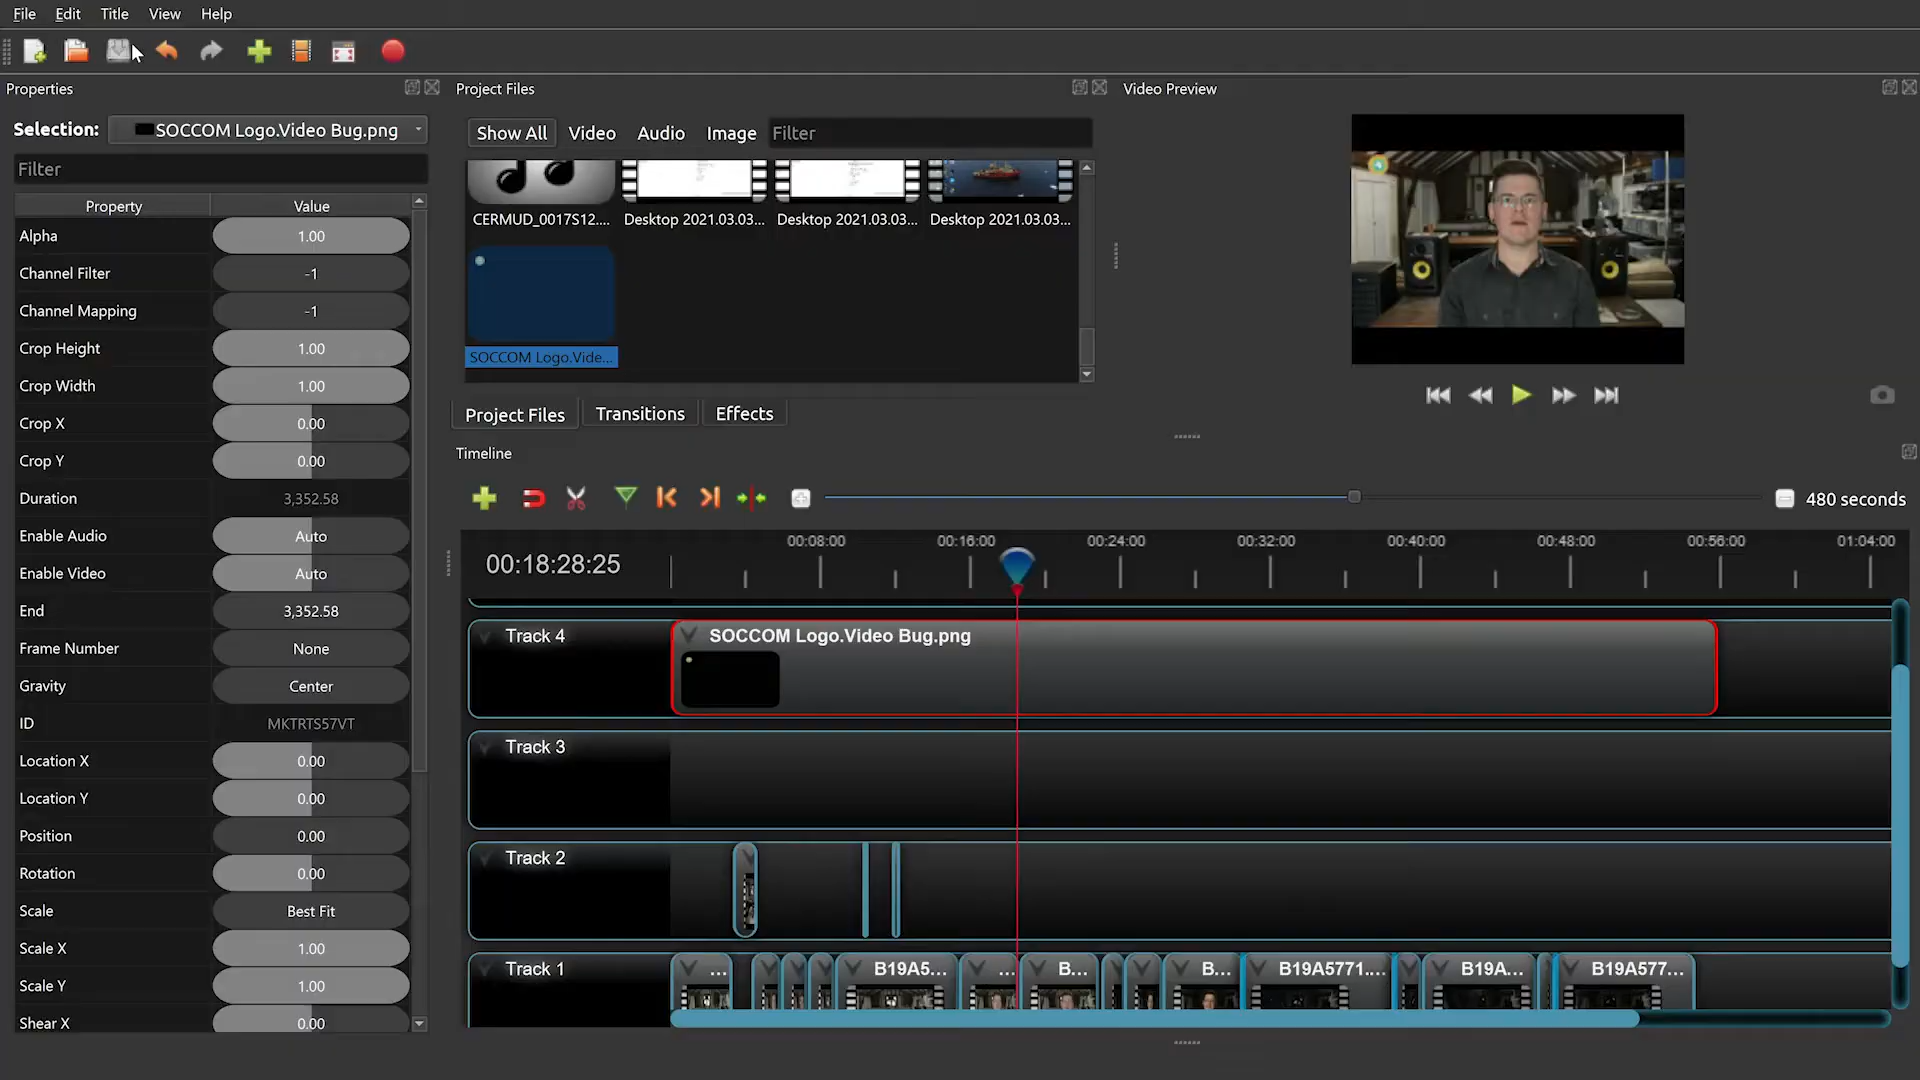 File Edit Title View Help
Properties
Project Files
Video Preview
Selection: SOCCOM Logo.Video Bug.png
Show All Video Audio Image Filter
Filter
Property Value
Alpha 1.00
Channel Filter -1
Channel Mapping -1
Crop Height 1.00
Crop Width 1.00
Crop X 0.00
Crop Y 0.00
Duration 3,352.58
Enable Audio Auto
Enable Video Auto
End 3,352.58
Frame Number None
Gravity Center
ID MKTRTS57VT
Location X 0.00
Location Y 0.00
Position 0.00
Rotation 0.00
Scale Best Fit
Scale X 1.00
Scale Y 1.00
Shear X 0.00
CERMUD_0017S12.... Desktop 2021.03.03... Desktop 2021.03.03... Desktop 2021.03.03...
SOCCOM Logo.Vide...
Project Files Transitions Effects
Timeline
480 seconds
00:18:28:25
00:08:00 00:16:00 00:24:00 00:32:00 00:40:00 00:48:00 00:56:00 01:04:00
Track 4 SOCCOM Logo.Video Bug.png
Track 3
Track 2
Track 1 ... B19A5... ... B... B... B19A5771.... B19A... B19A577...